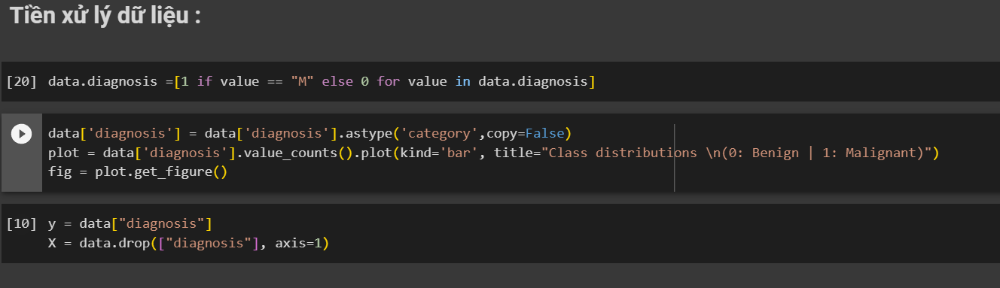 Tiền xử lý dữ liệu :
[20] data.diagnosis =[1 if value == "M" else 0 for value in data.diagnosis]
data['diagnosis'] = data['diagnosis'].astype('category',copy=False)
plot = data['diagnosis'].value_counts().plot(kind='bar', title="Class distributions \n(0: Benign | 1: Malignant)")
fig = plot.get_figure()
[10] y = data["diagnosis"]
X = data.drop(["diagnosis"], axis=1)